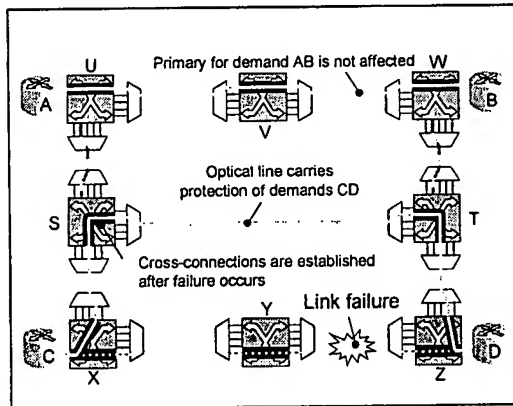 U
Primary for demand AB is not affected
W
A
V
B
Optical line carries
protection of demands CD
S
T
Cross-connections are established
after failure occurs
Y
Link failure
C
X
Z
D